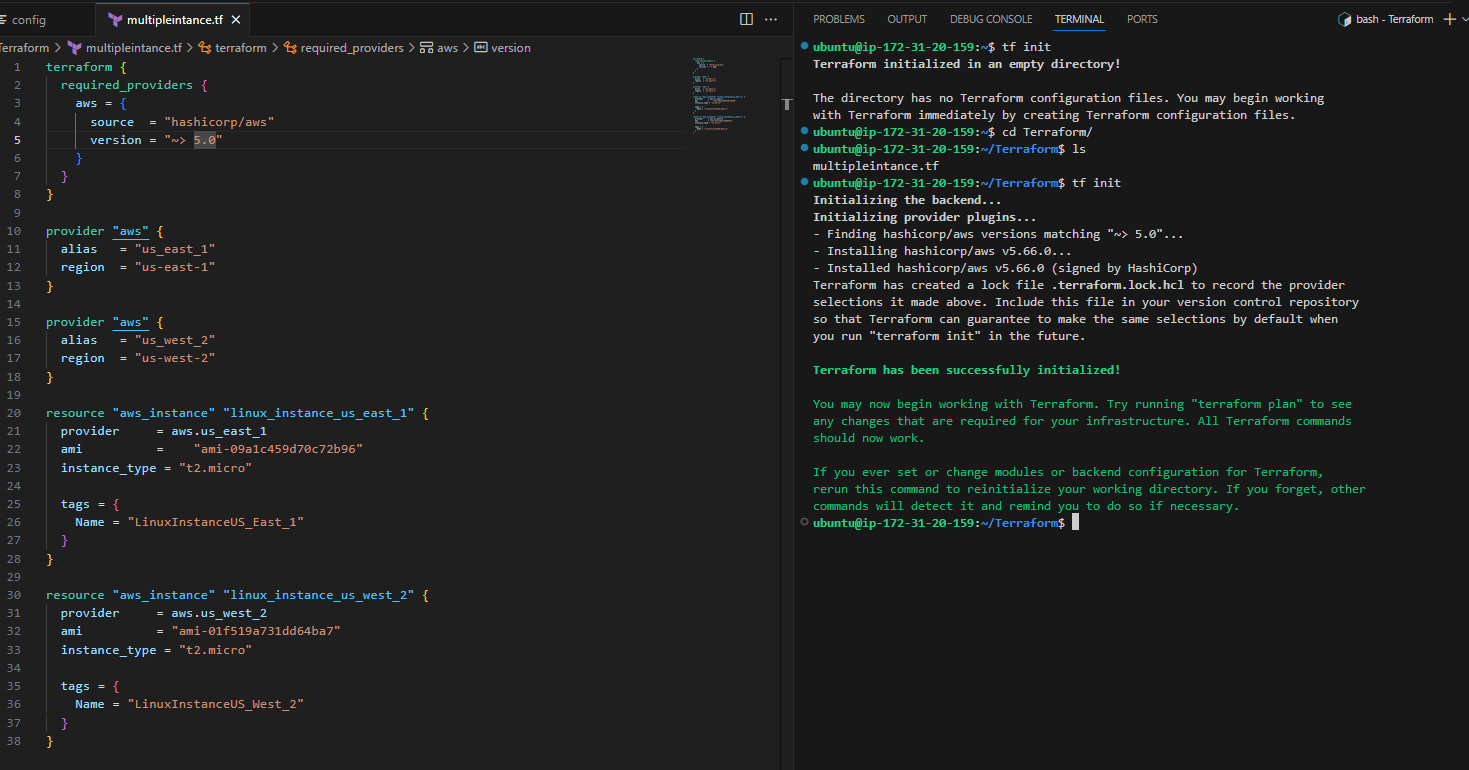 config
multipleintance.tf
Terraform > multipleintance.tf > terraform > required_providers > aws > version
1 terraform {
2 required_providers {
3 aws = {
4 source = "hashicorp/aws"
5 version = "~> 5.0"
6 }
7 }
8 }
9
10 provider "aws" {
11 alias = "us_east_1"
12 region = "us-east-1"
13 }
14
15 provider "aws" {
16 alias = "us_west_2"
17 region = "us-west-2"
18 }
19
20 resource "aws_instance" "linux_instance_us_east_1" {
21 provider = aws.us_east_1
22 ami = "ami-09a1c459d70c72b96"
23 instance_type = "t2.micro"
24
25 tags = {
26 Name = "LinuxInstanceUS_East_1"
27 }
28 }
29
30 resource "aws_instance" "linux_instance_us_west_2" {
31 provider = aws.us_west_2
32 ami = "ami-01f519a731dd64ba7"
33 instance_type = "t2.micro"
34
35 tags = {
36 Name = "LinuxInstanceUS_West_2"
37 }
38 }
PROBLEMS OUTPUT DEBUG CONSOLE TERMINAL PORTS
bash - Terraform
ubuntu@ip-172-31-20-159:~$ tf init
Terraform initialized in an empty directory!
The directory has no Terraform configuration files. You may begin working
with Terraform immediately by creating Terraform configuration files.
ubuntu@ip-172-31-20-159:~$ cd Terraform/
ubuntu@ip-172-31-20-159:~/Terraform$ ls
multipleintance.tf
ubuntu@ip-172-31-20-159:~/Terraform$ tf init
Initializing the backend...
Initializing provider plugins...
- Finding hashicorp/aws versions matching "~> 5.0"...
- Installing hashicorp/aws v5.66.0...
- Installed hashicorp/aws v5.66.0 (signed by HashiCorp)
Terraform has created a lock file .terraform.lock.hcl to record the provider
selections it made above. Include this file in your version control repository
so that Terraform can guarantee to make the same selections by default when
you run "terraform init" in the future.
Terraform has been successfully initialized!
You may now begin working with Terraform. Try running "terraform plan" to see
any changes that are required for your infrastructure. All Terraform commands
should now work.
If you ever set or change modules or backend configuration for Terraform,
rerun this command to reinitialize your working directory. If you forget, other
commands will detect it and remind you to do so if necessary.
ubuntu@ip-172-31-20-159:~/Terraform$